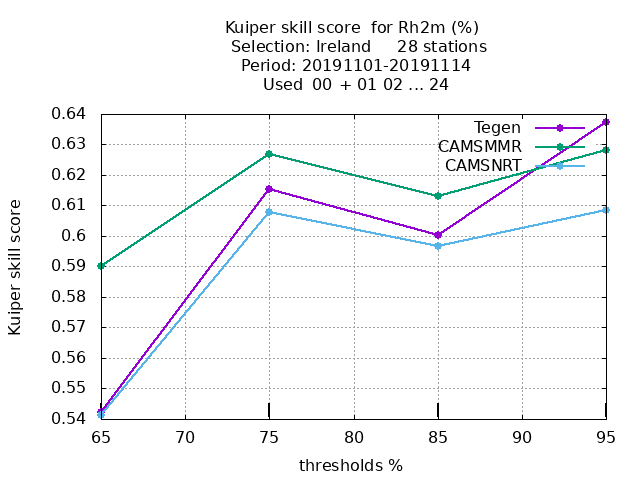 Kuiper skill score  for Rh2m (%)
Selection: Ireland     28 stations
Period: 20191101-20191114
Used  00 + 01 02 ... 24
0.64
0.63
0.62
0.61
0.6
0.59
0.58
0.57
0.56
0.55
0.54
Kuiper skill score
Tegen
CAMSMMR
CAMSNRT
65 70 75 80 85 90 95
thresholds %